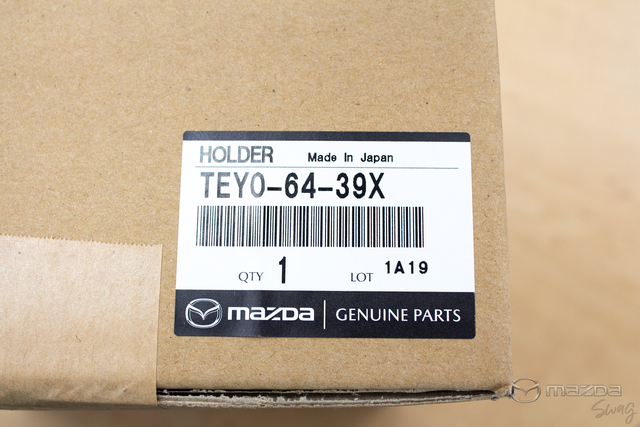 HOLDER Made In Japan
TEY0-64-39X
QTY 1 LOT 1A19
mazda GENUINE PARTS
mazda
Swag